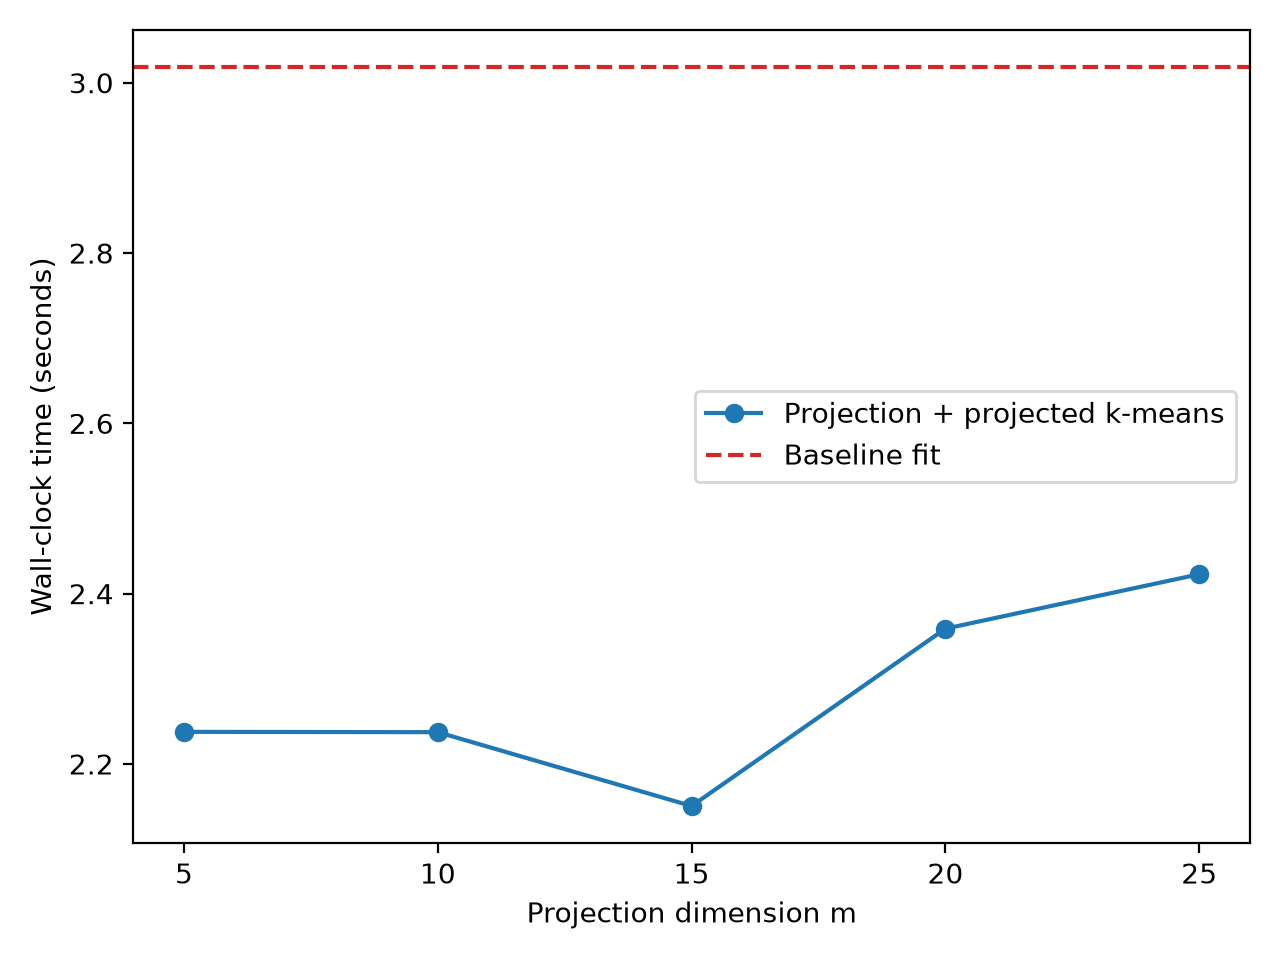 3.0
2.8
2.6
2.4
2.2
Wall-clock time (seconds)
Projection + projected k-means
Baseline fit
5 10 15 20 25
Projection dimension m